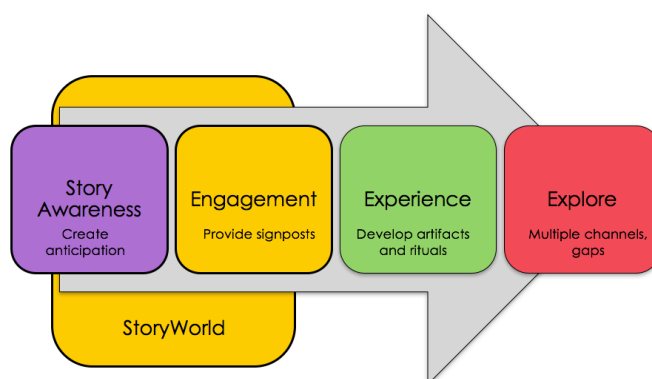 Story
Awareness
Create
anticipation
Engagement
Provide signposts
Experience
Develop artifacts
and rituals
Explore
Multiple channels,
gaps
StoryWorld